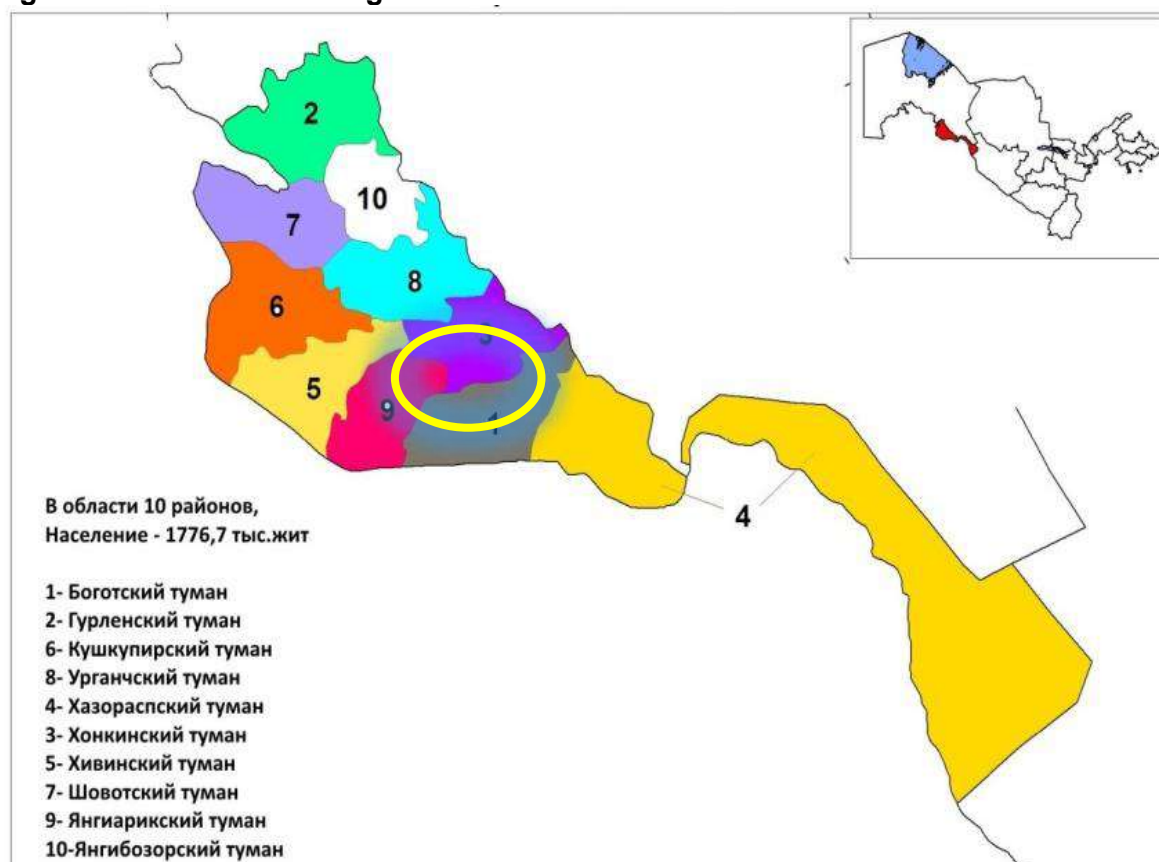 2
10
7
8
6
3
5
9
1
4
В области 10 районов,
Население - 1776,7 тыс.жит
1- Боготский туман
2- Гурленский туман
6- Кушкупирский туман
8- Урганчский туман
4- Хазораспский туман
3- Хонкинский туман
5- Хивинский туман
7- Шовотский туман
9- Янгиарикский туман
10-Янгибозорский туман